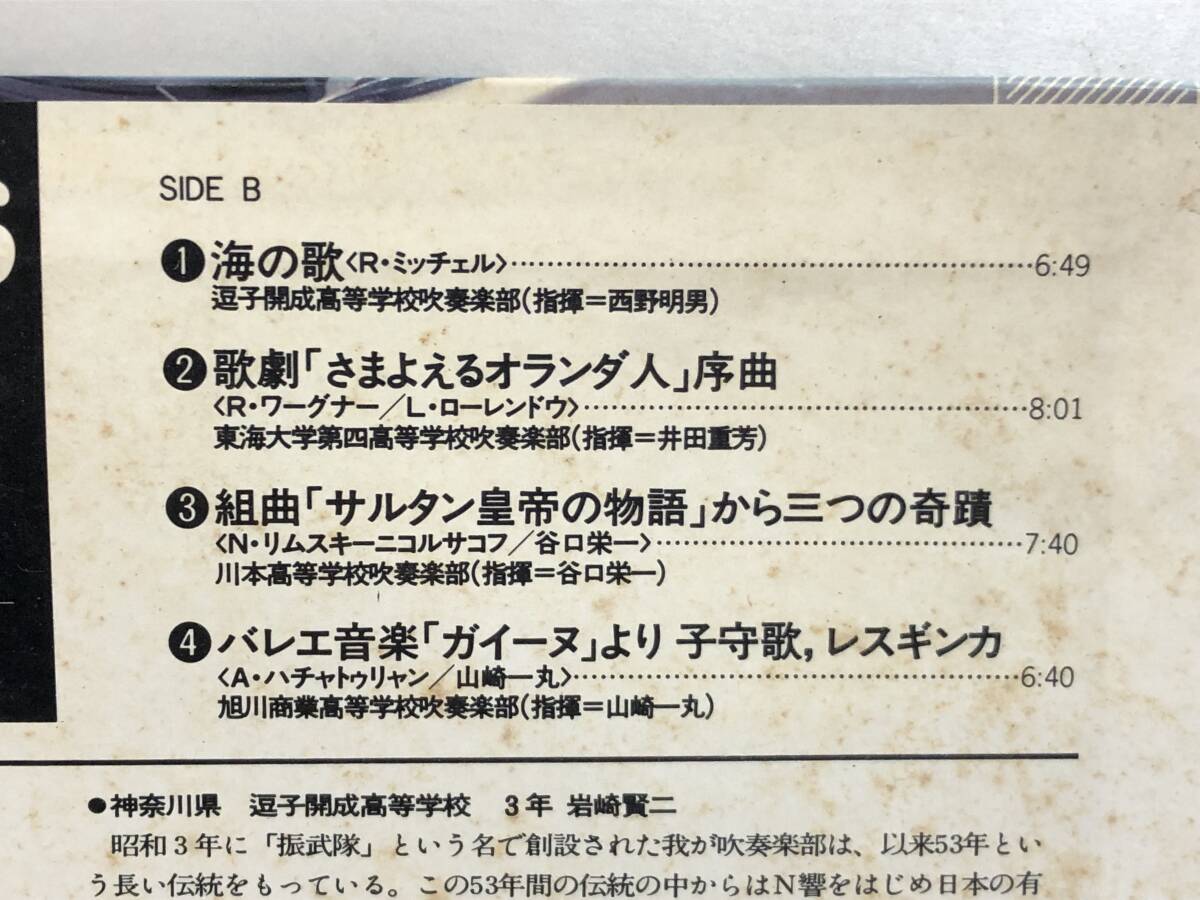 SIDE B
❶海の歌〈R・ミッチェル〉……………………………………6:49
逗子開成高等学校吹奏楽部(指揮=西野明男)
❷歌劇「さまよえるオランダ人」序曲
〈R・ワーグナー/L・ローレンドウ〉……………………………8:01
東海大学第四高等学校吹奏楽部(指揮=井田重芳)
❸組曲「サルタン皇帝の物語」から三つの奇蹟
〈N・リムスキーニコルサコフ/谷口栄一〉………………………7:40
川本高等学校吹奏楽部(指揮=谷口栄一)
❹バレエ音楽「ガイーヌ」より 子守歌, レスギンカ
〈A・ハチャトゥリャン/山崎一丸〉……………………………6:40
旭川商業高等学校吹奏楽部(指揮=山崎一丸)
●神奈川県 逗子開成高等学校 3年 岩崎賢二
昭和3年に「振武隊」という名で創設された我が吹奏楽部は、以来53年とい
う長い伝統をもっている。この53年間の伝統の中からはN響をはじめ日本の有